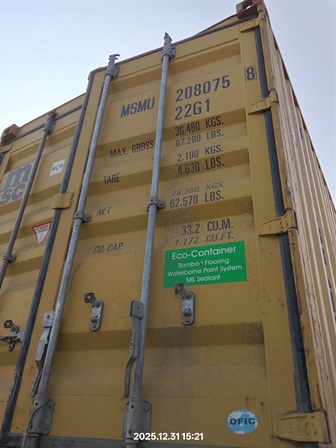 MSMU 208075 8
22G1
30.480 KGS.
MAX. GROSS 67.200 LBS.
2.100 KGS.
TARE 4.630 LBS.
28.380 KGS.
NET 62.570 LBS.
33.2 CU.M.
CU.CAP. 1.172 CU.FT.
SC
Eco-Container
Bamboo Flooring
Waterborne Paint System
MS Sealant
DFIC
2025.12.31 15:21